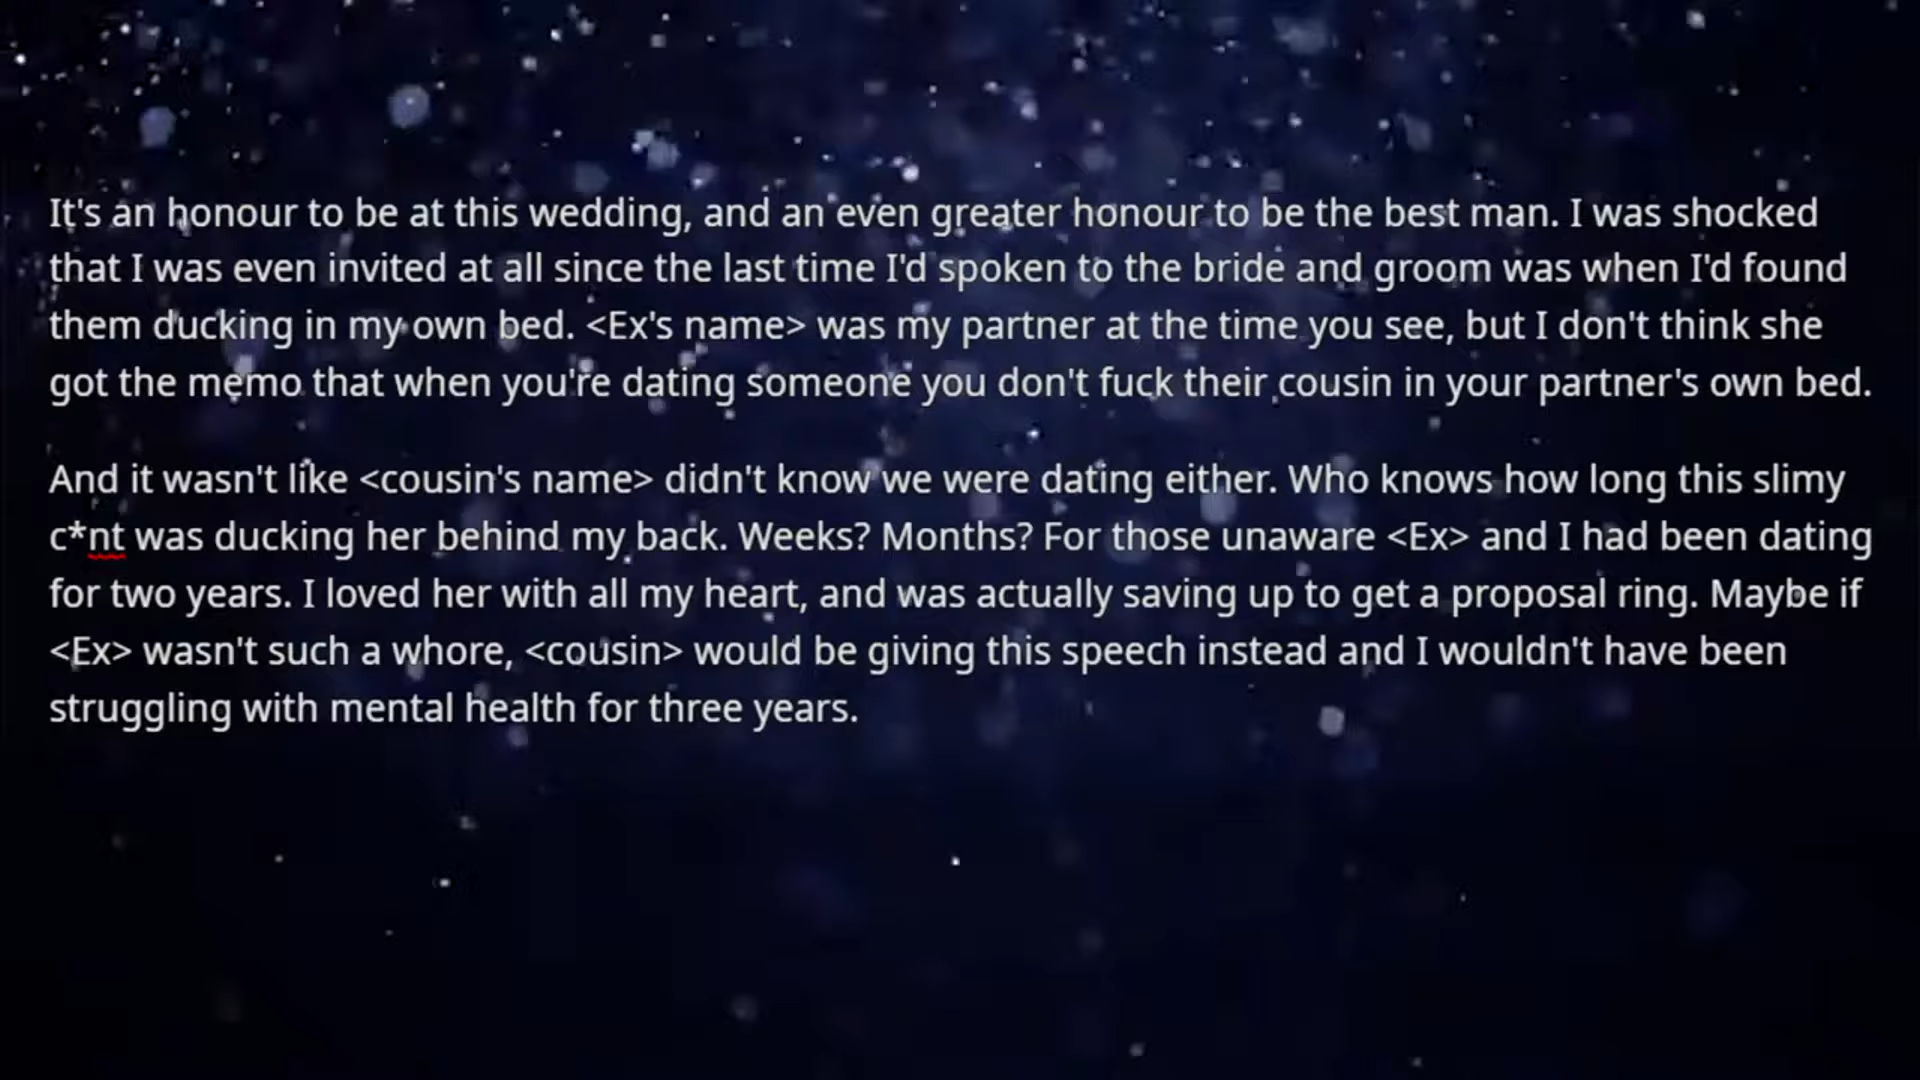 It's an honour to be at this wedding, and an even greater honour to be the best man. I was shocked
that I was even invited at all since the last time I'd spoken to the bride and groom was when I'd found
them ducking in my own bed. <Ex's name> was my partner at the time you see, but I don't think she
got the memo that when you're dating someone you don't fuck their cousin in your partner's own bed.
And it wasn't like <cousin's name> didn't know we were dating either. Who knows how long this slimy
c*nt was ducking her behind my back. Weeks? Months? For those unaware <Ex> and I had been dating
for two years. I loved her with all my heart, and was actually saving up to get a proposal ring. Maybe if
<Ex> wasn't such a whore, <cousin> would be giving this speech instead and I wouldn't have been
struggling with mental health for three years.